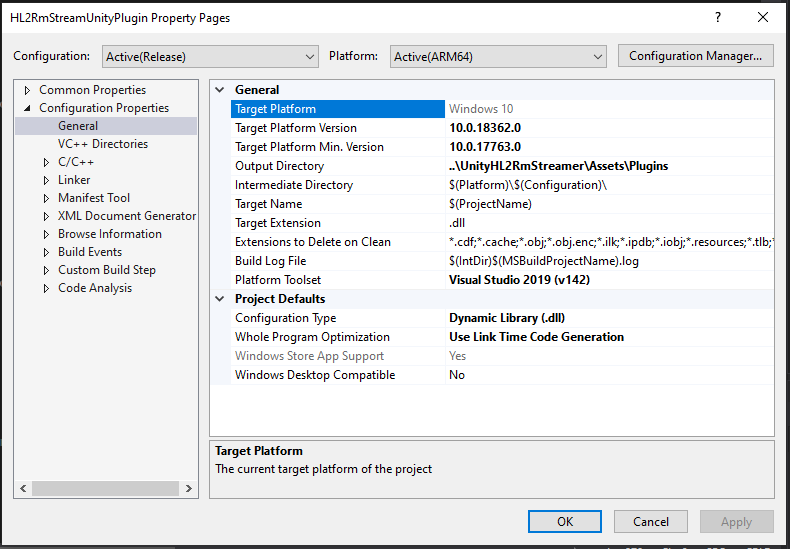 HL2RmStreamUnityPlugin Property Pages
?
Configuration: Active(Release) Platform: Active(ARM64) Configuration Manager...
Common Properties
Configuration Properties
General
VC++ Directories
C/C++
Linker
Manifest Tool
XML Document Generator
Browse Information
Build Events
Custom Build Step
Code Analysis
General
Target Platform Windows 10
Target Platform Version 10.0.18362.0
Target Platform Min. Version 10.0.17763.0
Output Directory ..\UnityHL2RmStreamer\Assets\Plugins
Intermediate Directory $(Platform)\$(Configuration)\
Target Name $(ProjectName)
Target Extension .dll
Extensions to Delete on Clean *.cdf;*.cache;*.obj;*.obj.enc;*.ilk;*.ipdb;*.iobj;*.resources;*.tlb;*
Build Log File $(IntDir)$(MSBuildProjectName).log
Platform Toolset Visual Studio 2019 (v142)
Project Defaults
Configuration Type Dynamic Library (.dll)
Whole Program Optimization Use Link Time Code Generation
Windows Store App Support Yes
Windows Desktop Compatible No
Target Platform
The current target platform of the project
OK Cancel Apply